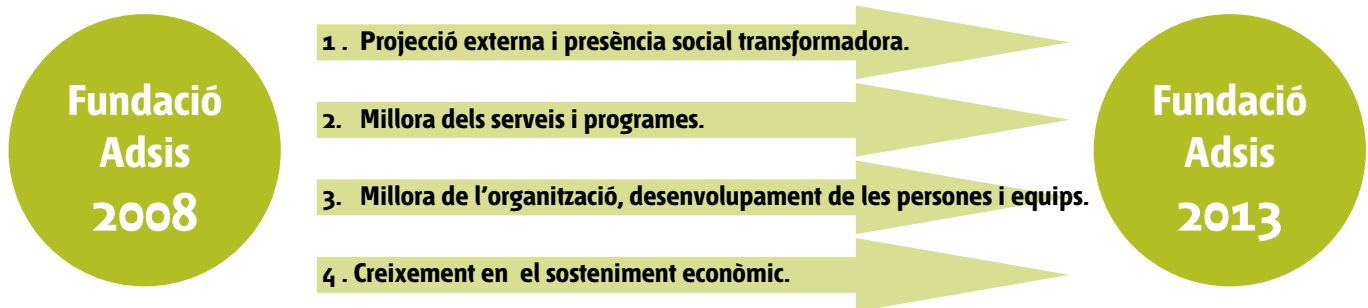 Fundació
Adsis
2008
1 . Projecció externa i presència social transformadora.
2. Millora dels serveis i programes.
3. Millora de l'organització, desenvolupament de les persones i equips.
4 . Creixement en el sosteniment econòmic.
Fundació
Adsis
2013